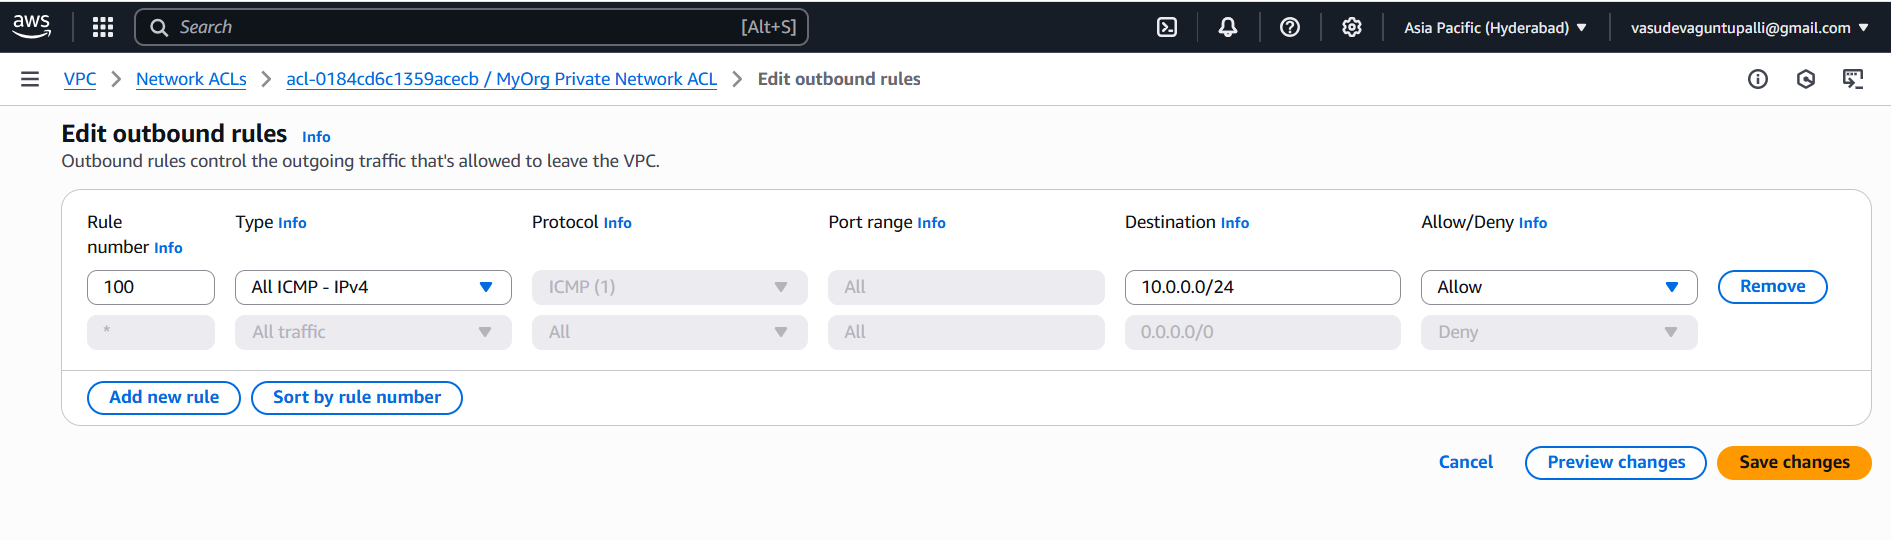 aws Search [Alt+S] Asia Pacific (Hyderabad) vasudevaguntupalli@gmail.com
VPC > Network ACLs > acl-0184cd6c1359acecb / MyOrg Private Network ACL > Edit outbound rules
Edit outbound rules Info
Outbound rules control the outgoing traffic that's allowed to leave the VPC.
Rule number Info Type Info Protocol Info Port range Info Destination Info Allow/Deny Info
100 All ICMP - IPv4 ICMP (1) All 10.0.0.0/24 Allow Remove
* All traffic All All 0.0.0.0/0 Deny
Add new rule Sort by rule number
Cancel Preview changes Save changes